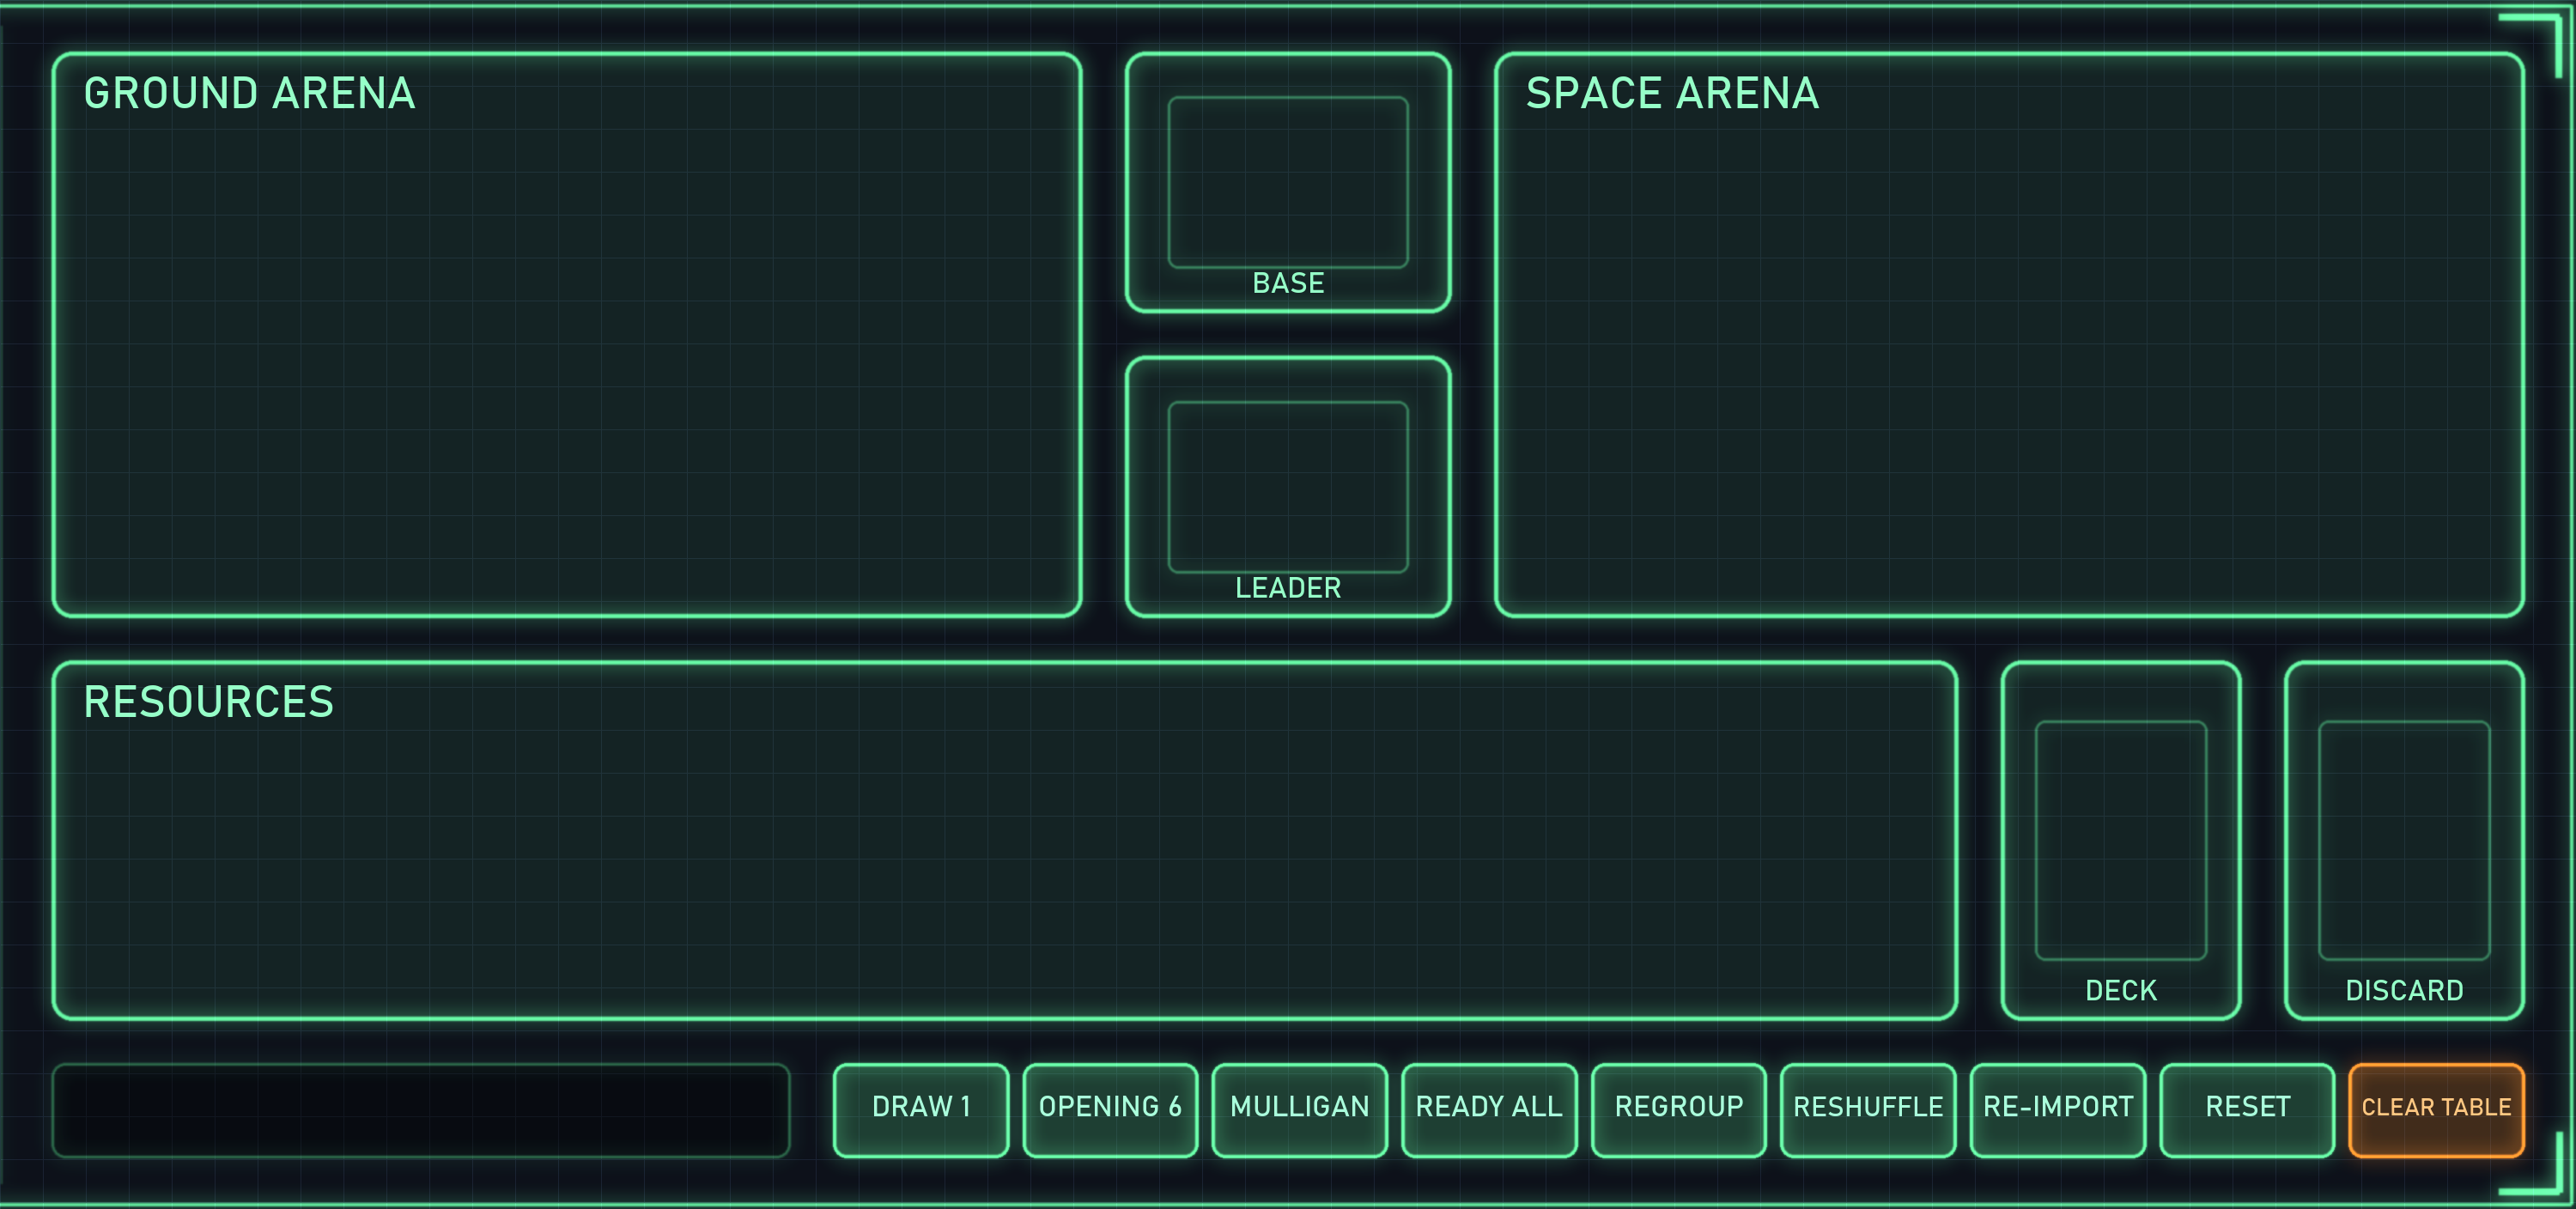 GROUND ARENA
BASE
SPACE ARENA
LEADER
RESOURCES
DECK
DISCARD
DRAW 1
OPENING 6
MULLIGAN
READY ALL
REGROUP
RESHUFFLE
RE-IMPORT
RESET
CLEAR TABLE